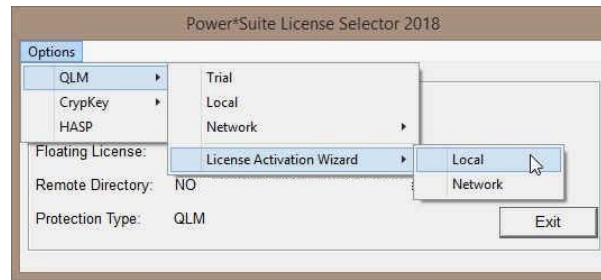 Power*Suite License Selector 2018
Options
QLM
CrypKey
HASP
Trial
Local
Network
License Activation Wizard
Local
Network
Floating License:
Remote Directory: NO
Protection Type: QLM
Exit